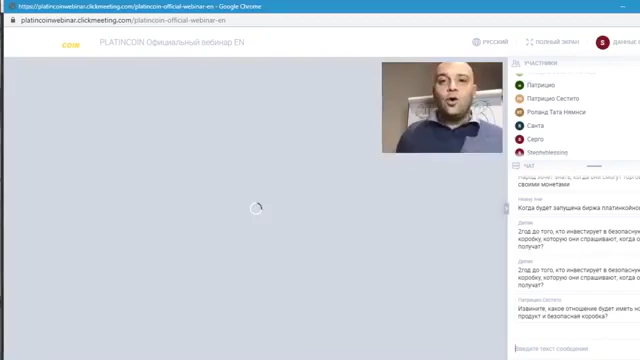 https://platincoinwebinar.clickmeeting.com/platincoin-official-webinar-en - Google Chrome
platincoinwebinar.clickmeeting.com/platincoin-official-webinar-en
COIN
PLATINCOIN Официальный вебинар EN
РУССКИЙ
ПОЛНЫЙ ЭКРАН
S
ДАННЫЕ
УЧАСТНИКИ
Патрицио
Патрицио Сестито
Роланд Тата Нямнси
Санта
Серго
Stephsblessing
ЧАТ
своими монетами
Когда будет запущена биржа
Дилан
2год до того, кто инвестирует в безопасную
коробку, которую они спрашивают, когда о
получат?
2год до того, кто инвестирует в безопасную
коробку, которую они спрашивают, когда о
получат?
Патрицио Сестито
Извините, какое отношение будет иметь но
продукт и безопасная коробка?
Введите текст сообщения